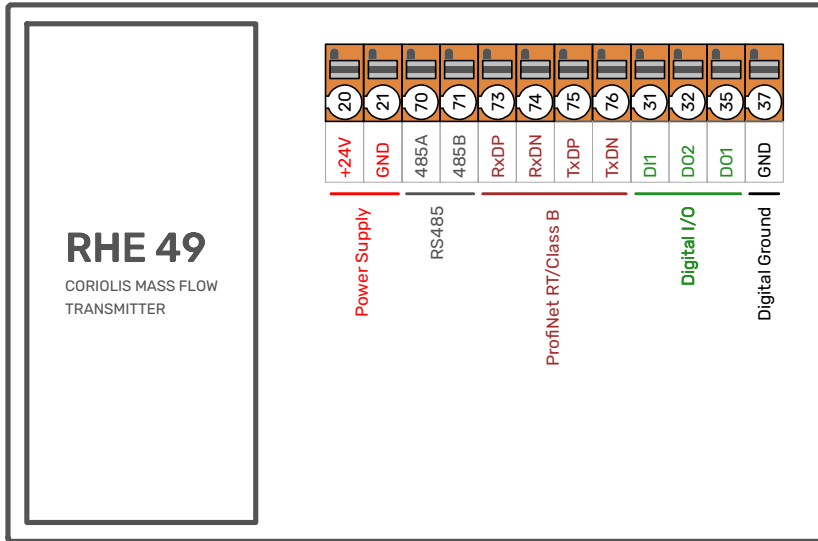 RHE 49
CORIOLIS MASS FLOW
TRANSMITTER
20 21 70 71 73 74 75 76 31 32 35 37
+24V GND 485A 485B RxDP RxDN TxDP TxDN DI1 DO2 DO1 GND
Power Supply
RS485
ProfiNet RT/Class B
Digital I/O
Digital Ground